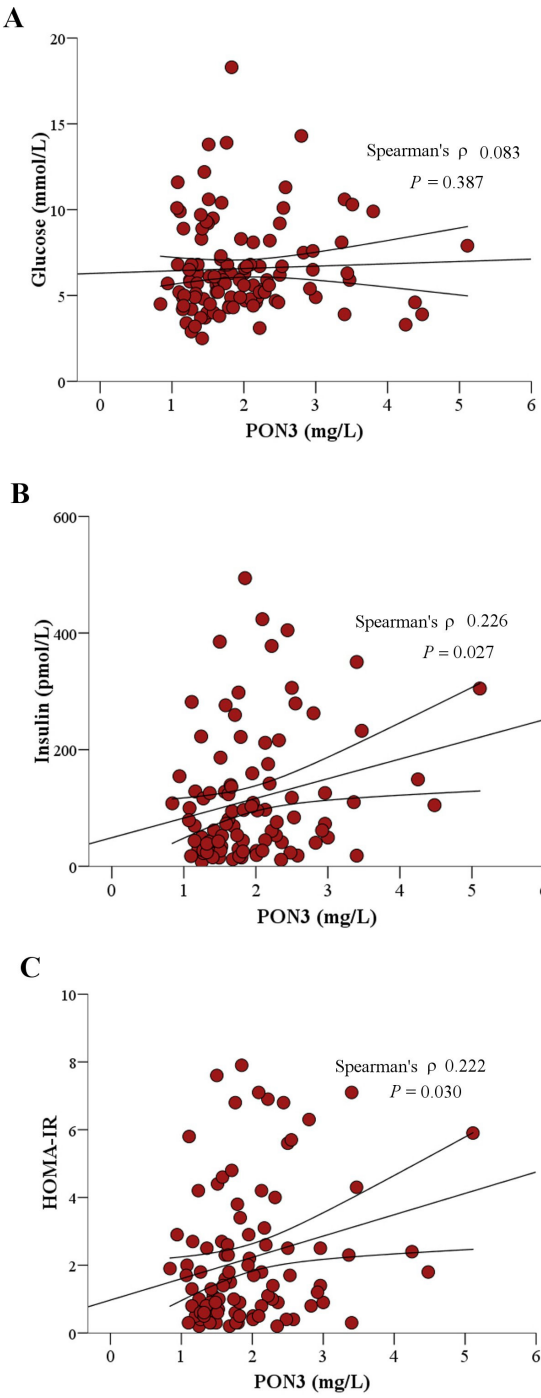 A
20
15
10
5
0
Glucose (mmol/L)
Spearman's ρ 0.083
P = 0.387
0 1 2 3 4 5 6
PON3 (mg/L)
B
600
400
200
0
Insulin (pmol/L)
Spearman's ρ 0.226
P = 0.027
0 1 2 3 4 5 6
PON3 (mg/L)
C
10
8
6
4
2
0
HOMA-IR
Spearman's ρ 0.222
P = 0.030
0 1 2 3 4 5 6
PON3 (mg/L)